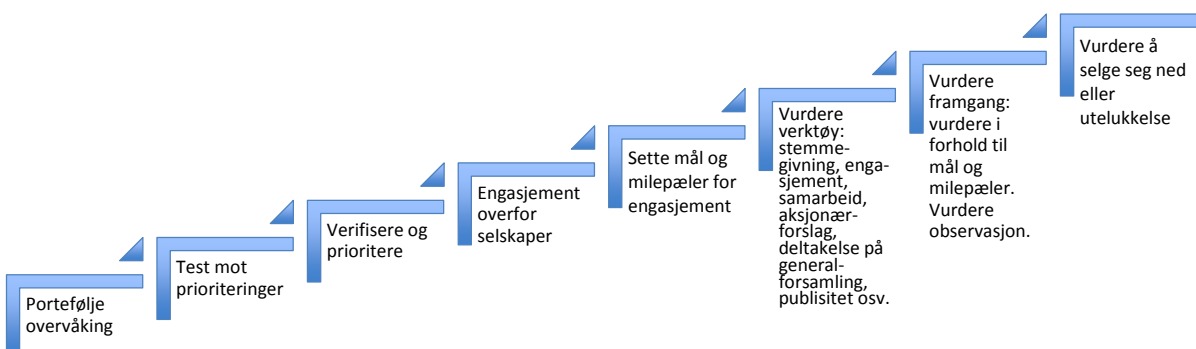 Portefølje
overvåking
Test mot
prioriteringer
Verifisere og
prioritere
Engasjement
overfor
selskaper
Sette mål og
milepæler for
engasjement
Vurdere
verktøy:
stemme-
givning, enga-
sjement,
samarbeid,
aksjonær-
forslag,
deltakelse på
general-
forsamling,
publisitet osv.
Vurdere
framgang:
vurdere i
forhold til
mål og
milepæler.
Vurdere
observasjon.
Vurdere å
selge seg ned
eller
utelukkelse